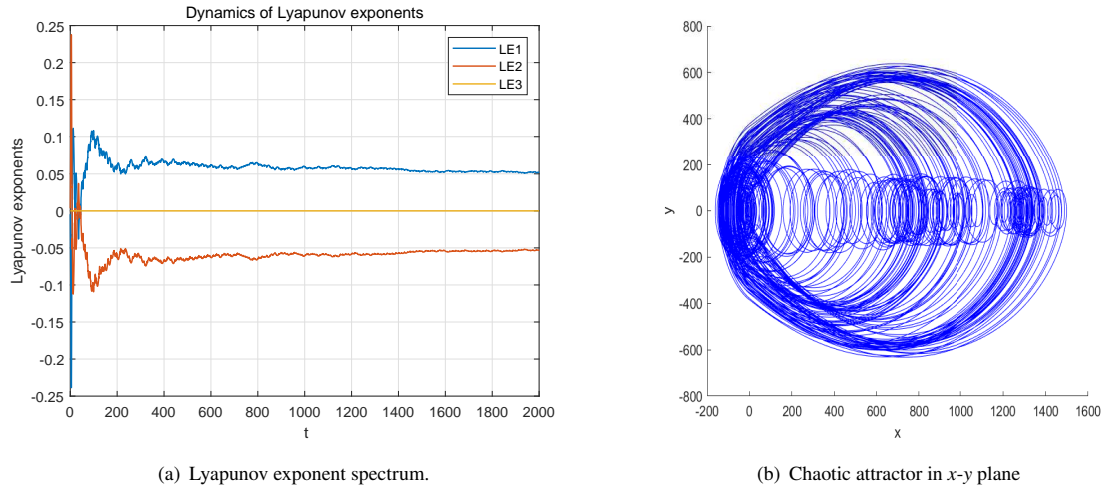 Dynamics of Lyapunov exponents
0.25
0.2
0.15
0.1
0.05
0
-0.05
-0.1
-0.15
-0.2
-0.25
Lyapunov exponents
LE1
LE2
LE3
0 200 400 600 800 1000 1200 1400 1600 1800 2000
t
(a) Lyapunov exponent spectrum.
800
600
400
200
0
-200
-400
-600
-800
y
-200 0 200 400 600 800 1000 1200 1400 1600
x
(b) Chaotic attractor in x-y plane